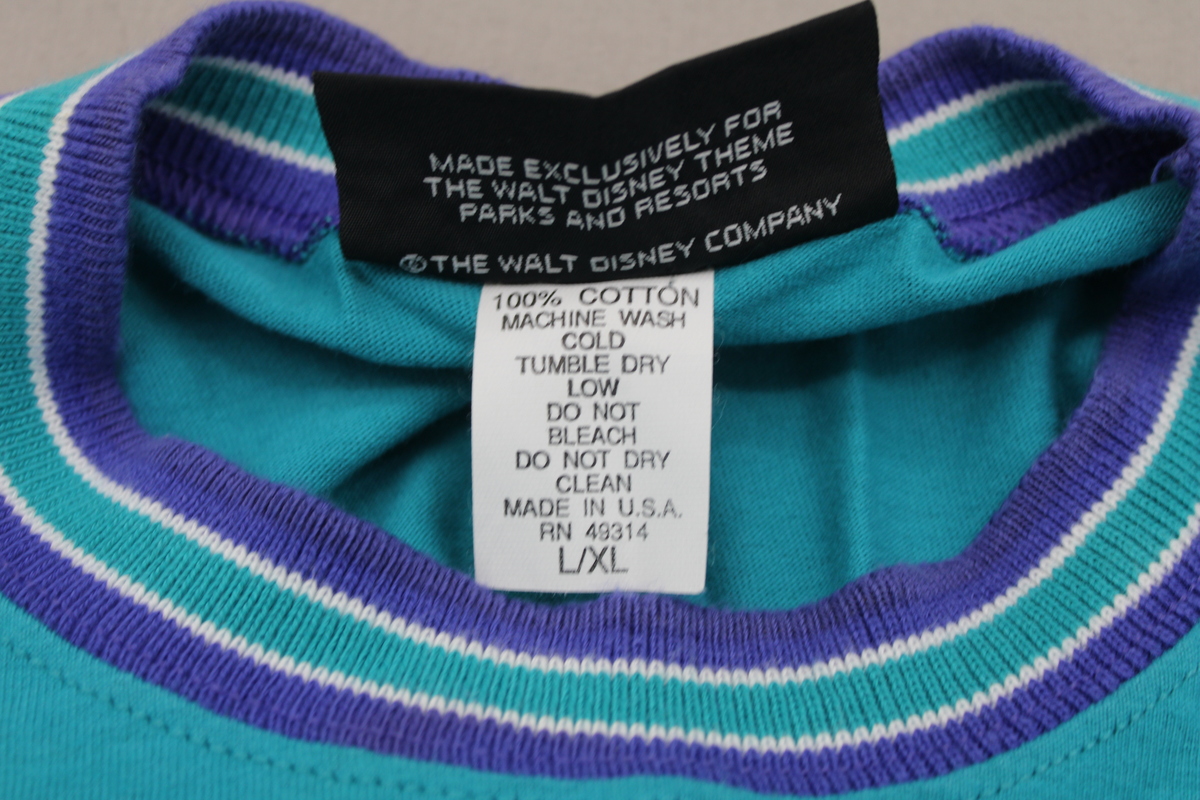 MADE EXCLUSIVELY FOR
THE WALT DISNEY THEME
PARKS AND RESORTS
©THE WALT DISNEY COMPANY
100% COTTON
MACHINE WASH
COLD
TUMBLE DRY
LOW
DO NOT
BLEACH
DO NOT DRY
CLEAN
MADE IN U.S.A.
RN 49314
L/XL